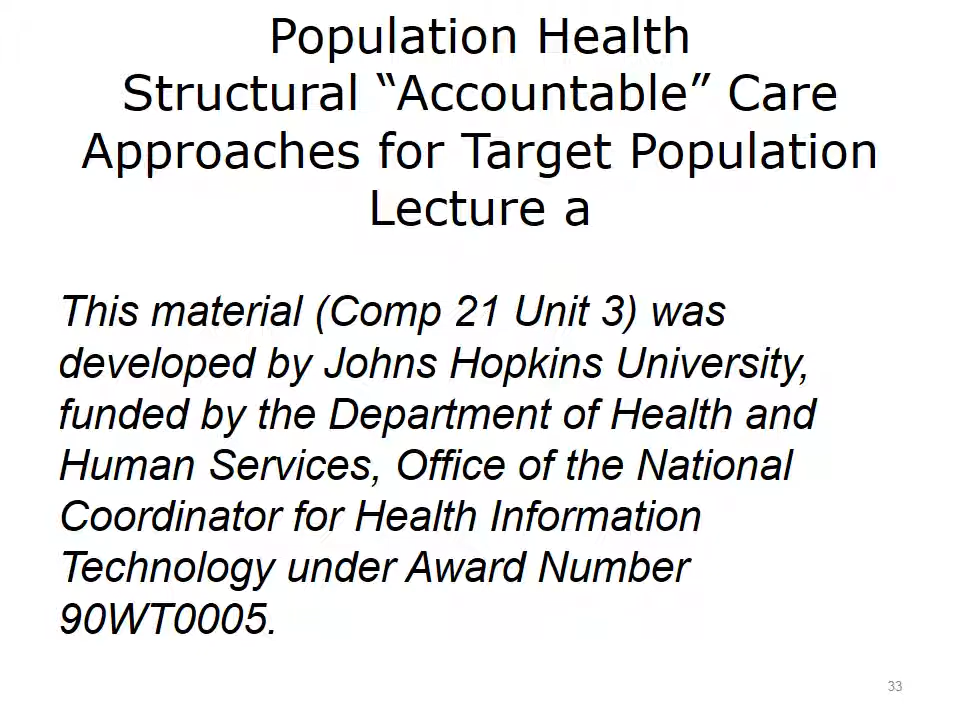 Population Health
Structural “Accountable” Care
Approaches for Target Population
Lecture a
This material (Comp 21 Unit 3) was
developed by Johns Hopkins University,
funded by the Department of Health and
Human Services, Office of the National
Coordinator for Health Information
Technology under Award Number
90WT0005.
33